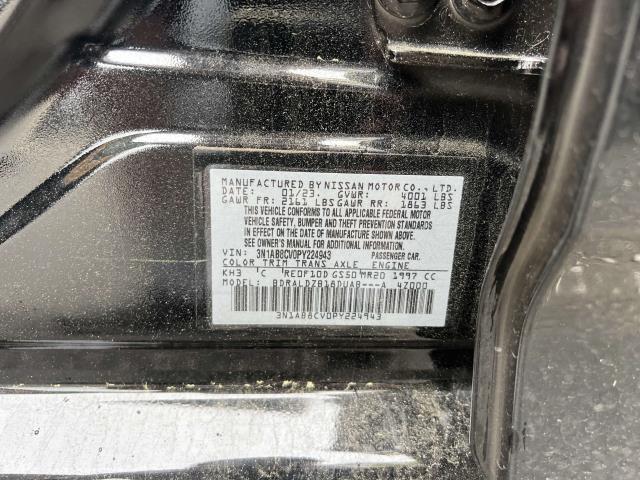 MANUFACTURED BY NISSAN MOTOR CO., LTD.
DATE: 01/23 GVWR: 4001 LBS
GAWR FR: 2161 LBS GAWR RR: 1863 LBS
THIS VEHICLE CONFORMS TO ALL APPLICABLE FEDERAL MOTOR
VEHICLE SAFETY, BUMPER AND THEFT PREVENTION STANDARDS
IN EFFECT ON THE DATE OF MANUFACTURE SHOWN ABOVE.
SEE OWNER'S MANUAL FOR ADDITIONAL INFORMATION.
VIN: 3N1AB8CV0PY224943 PASSENGER CAR.
COLOR TRIM TRANS AXLE ENGINE
KH3 C RE0F10D GS50 MR20 1997 CC
MODEL: BDRALDZB18DUAB---A 4Z000
3N1AB8CV0PY224943